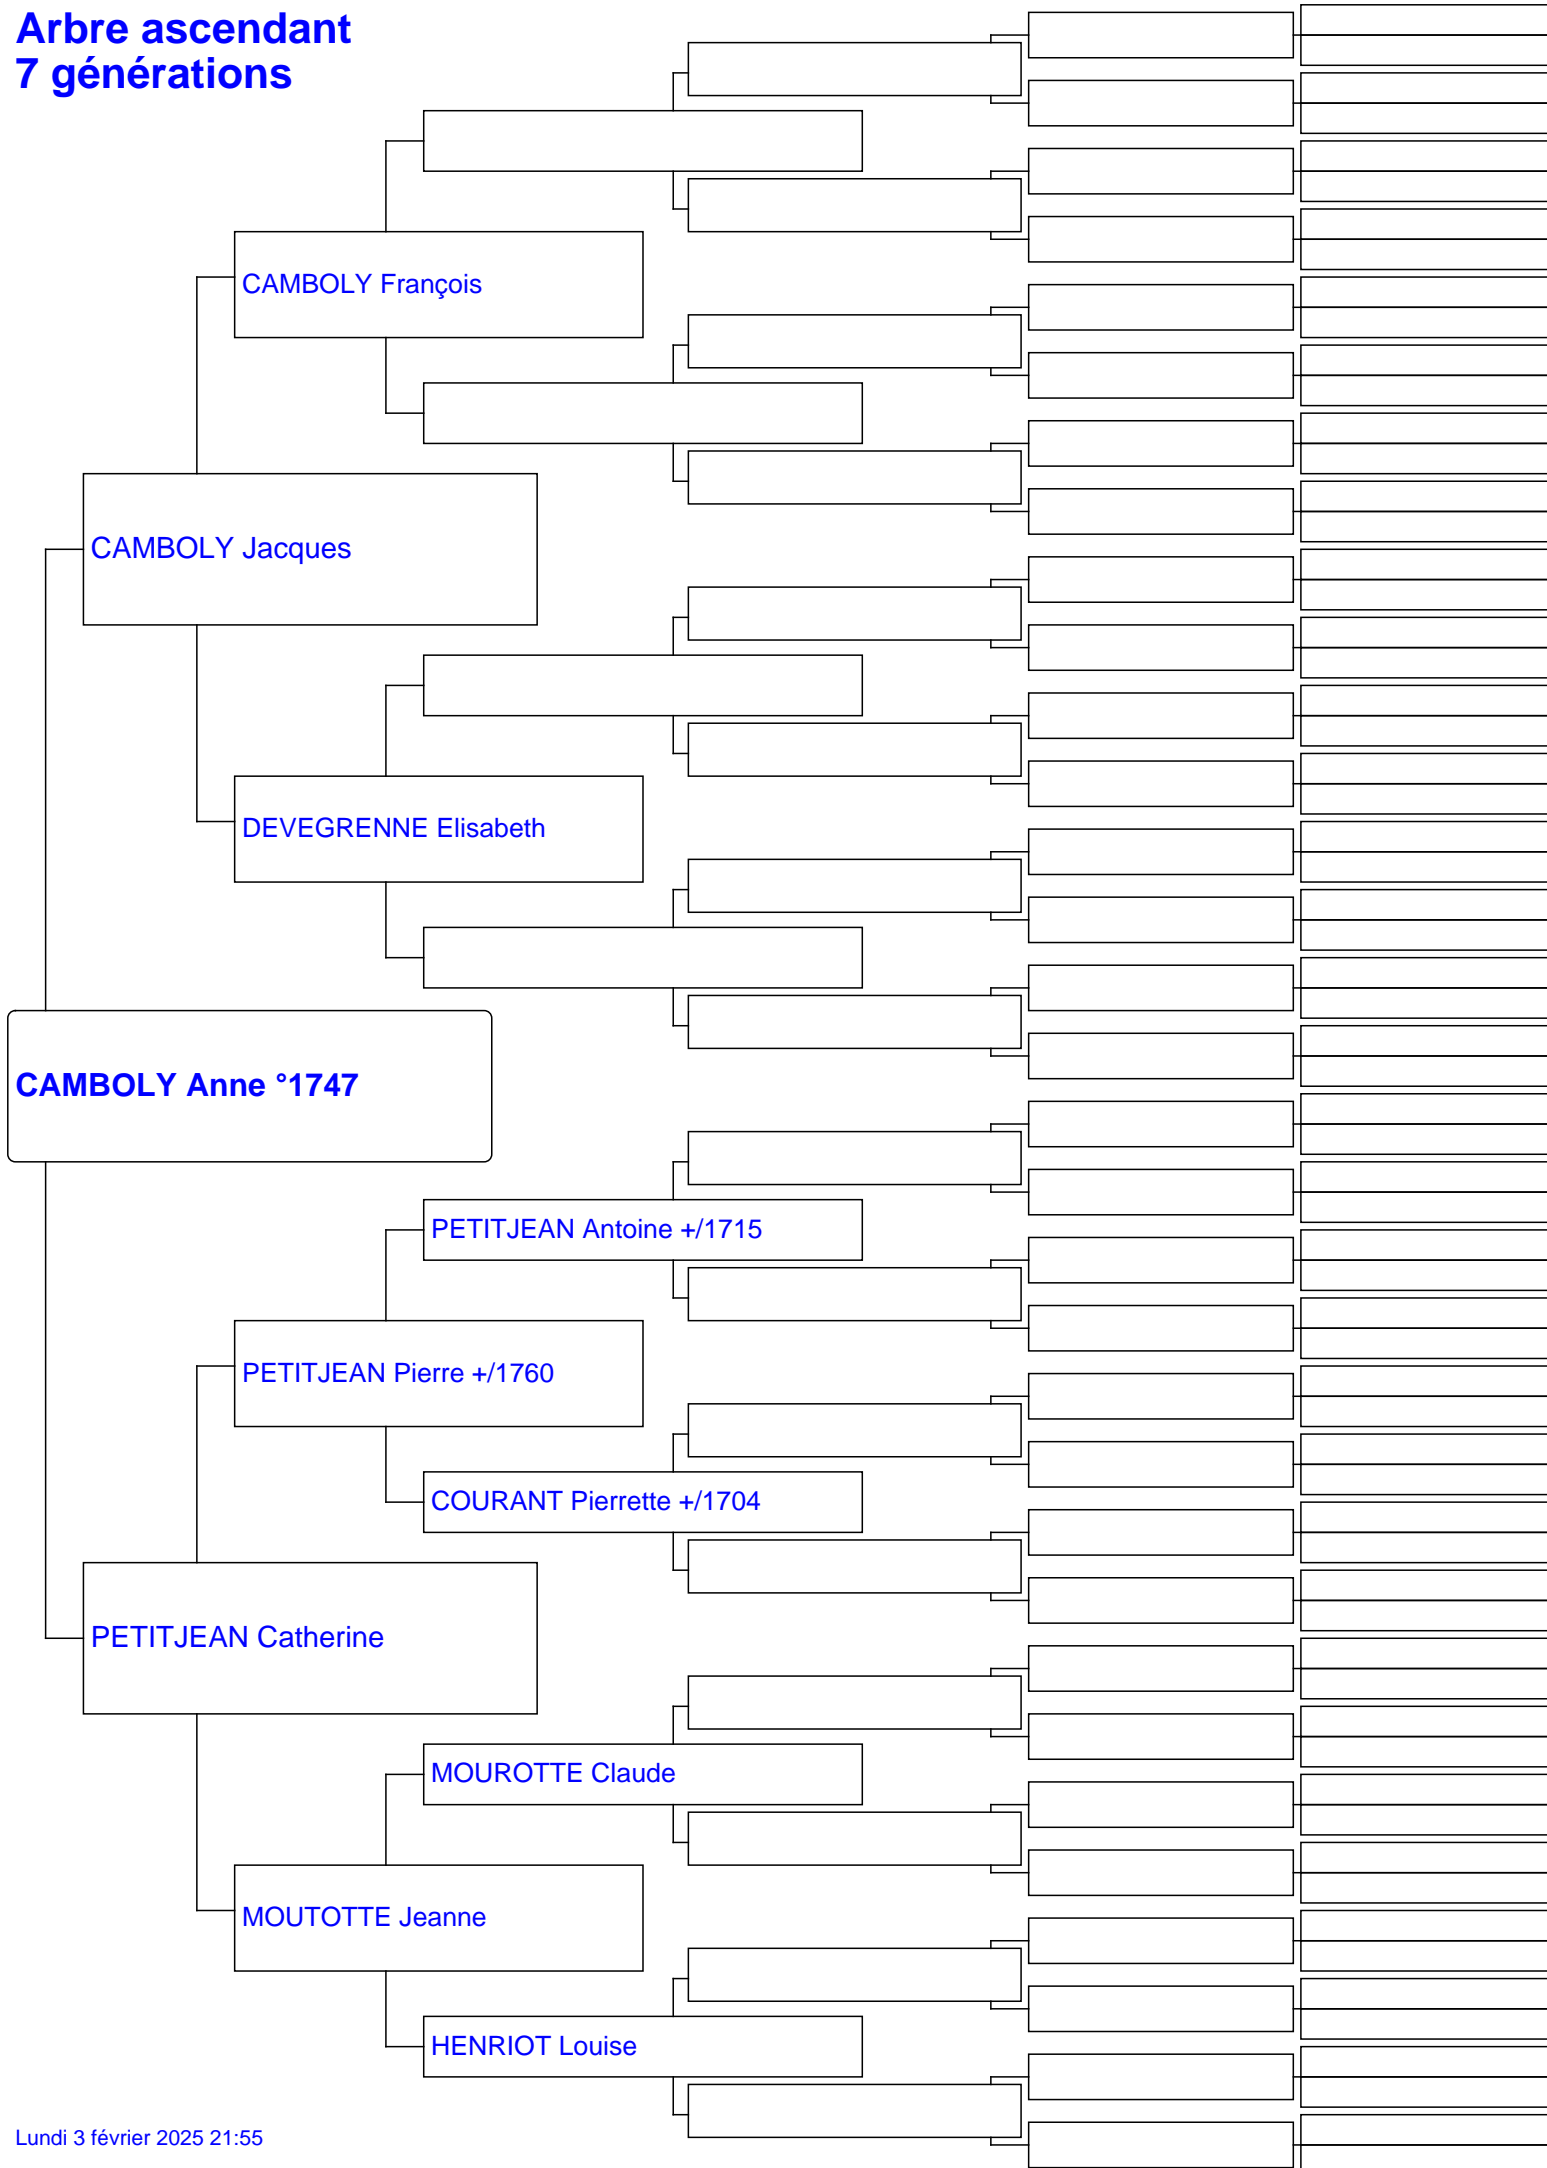 Arbre ascendant
7 générations
CAMBOLY François
CAMBOLY Jacques
DEVEGRENNE Elisabeth
CAMBOLY Anne °1747
PETITJEAN Antoine +/1715
PETITJEAN Pierre +/1760
COURANT Pierrette +/1704
PETITJEAN Catherine
MOUROTTE Claude
MOUTOTTE Jeanne
HENRIOT Louise
Lundi 3 février 2025 21:55